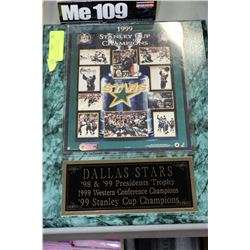 Me 109
1999
STANLEY CUP
CHAMPIONS
STARS
DALLAS STARS
'98 & '99 Presidents Trophy
1999 Western Conference Champions
'99 Stanley Cup Champions